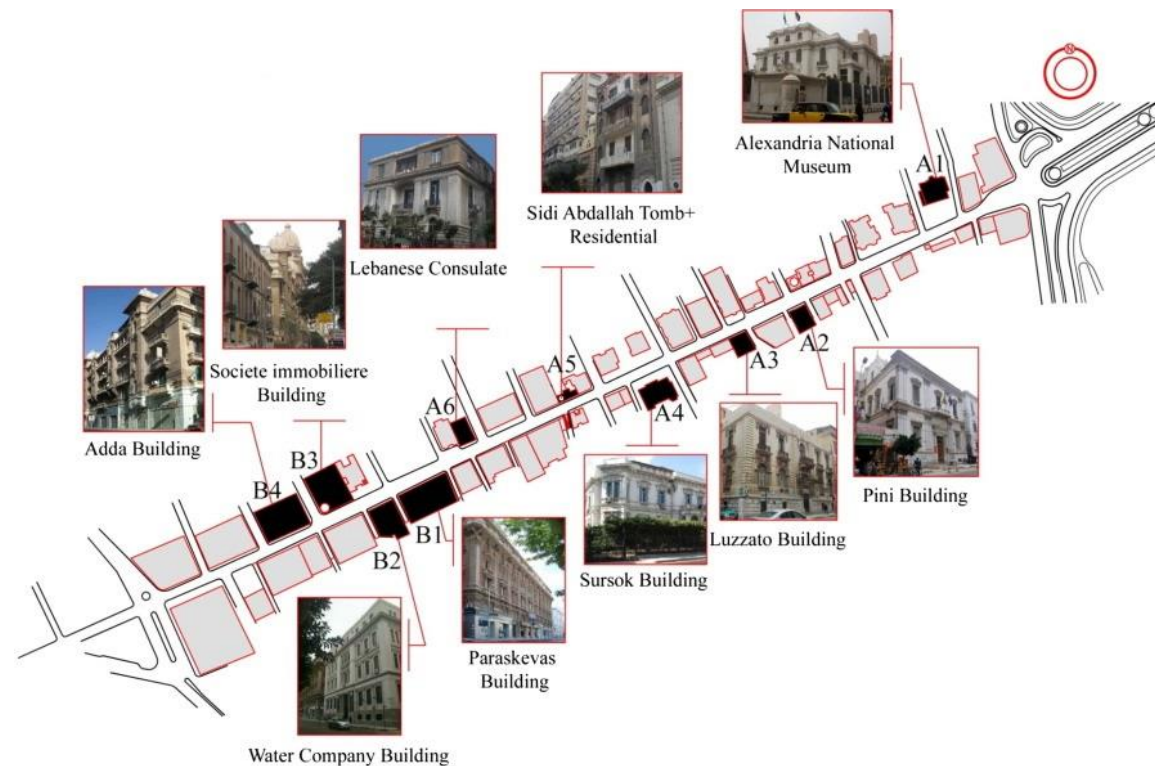 N
Alexandria National
Museum
A1
Sidi Abdallah Tomb+
Residential
Lebanese Consulate
Societe immobiliere
Building
Adda Building
A2
A3
A5
A4
A6
B3
B4
B1
B2
Pini Building
Luzzato Building
Sursok Building
Paraskevas
Building
Water Company Building